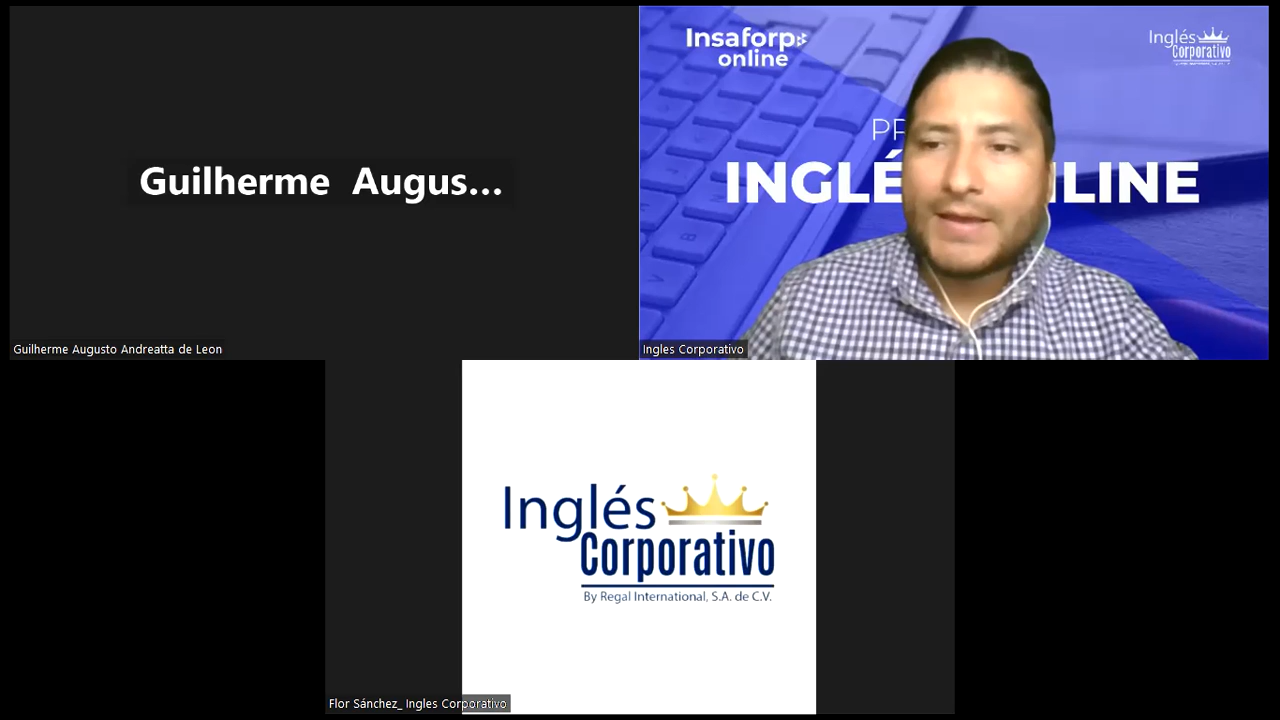 Guilherme Augus...
Guilherme Augusto Andreatta de Leon
Insaforp
online
Inglés
Corporativo
PR
INGLÉ
LINE
Ingles Corporativo
Inglés
Corporativo
By Regal International, S.A. de C.V.
Flor Sánchez_ Ingles Corporativo